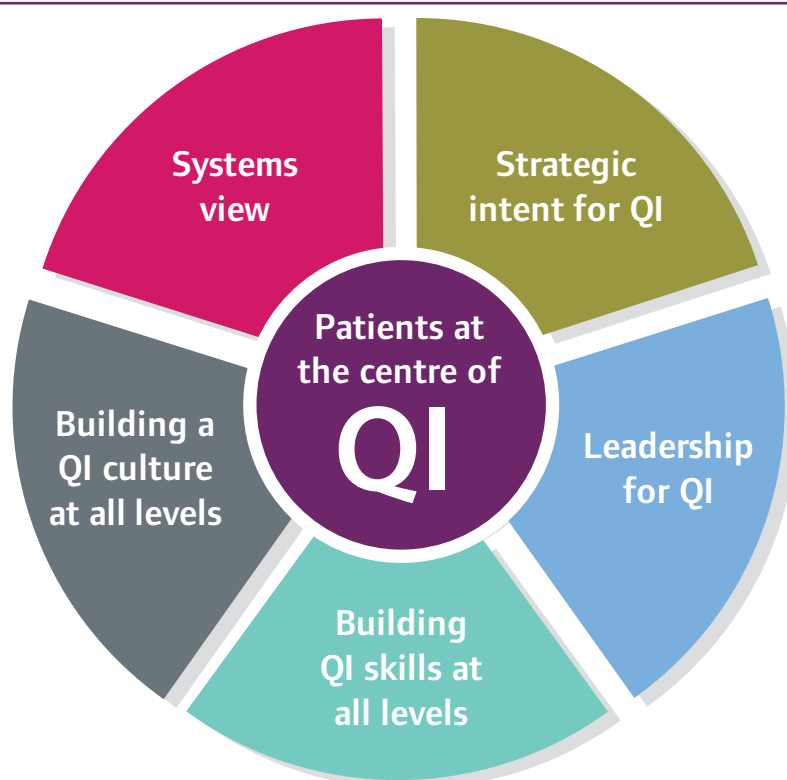 Systems
view
Strategic
intent for QI
Patients at
the centre of
QI
Building a
QI culture
at all levels
Leadership
for QI
Building
QI skills at
all levels